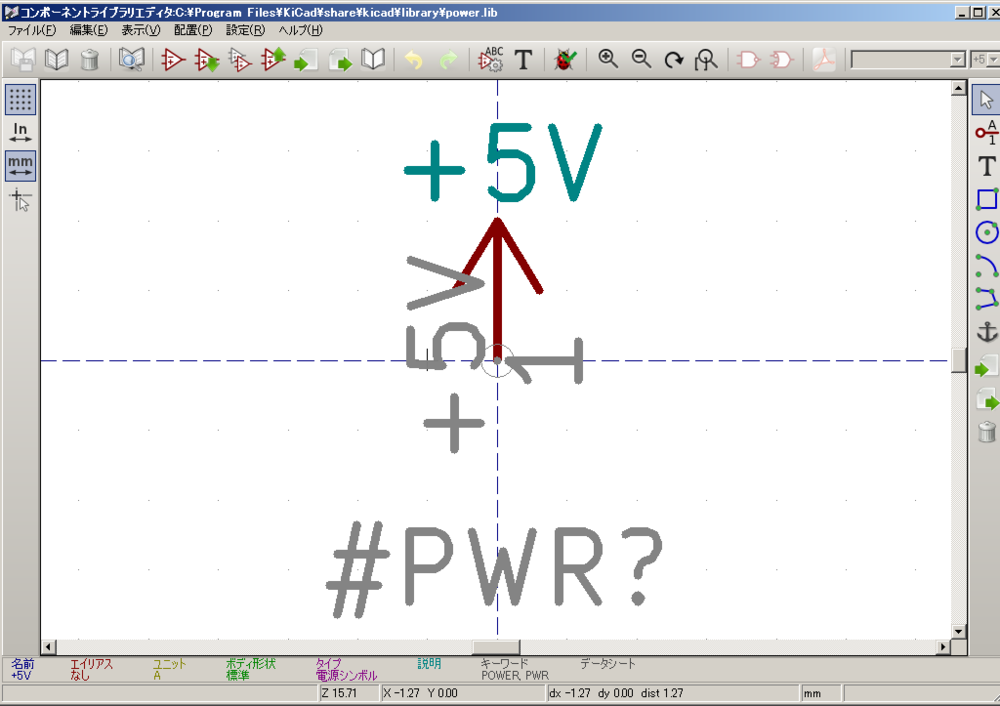 コンポーネントライブラリエディタ:C:¥Program Files¥KiCad¥share¥kicad¥library¥power.lib
ファイル(F) 編集(E) 表示(V) 配置(P) 設定(R) ヘルプ(H)
ABC T +5
In
mm
A
1
T
+5V
+5V
1
#PWR?
名前 エイリアス ユニット ボディ形状 タイプ 説明 キーワード データシート
+5V なし A 標準 電源シンボル POWER, PWR
Z 15.71 X -1.27 Y 0.00 dx -1.27 dy 0.00 dist 1.27 mm